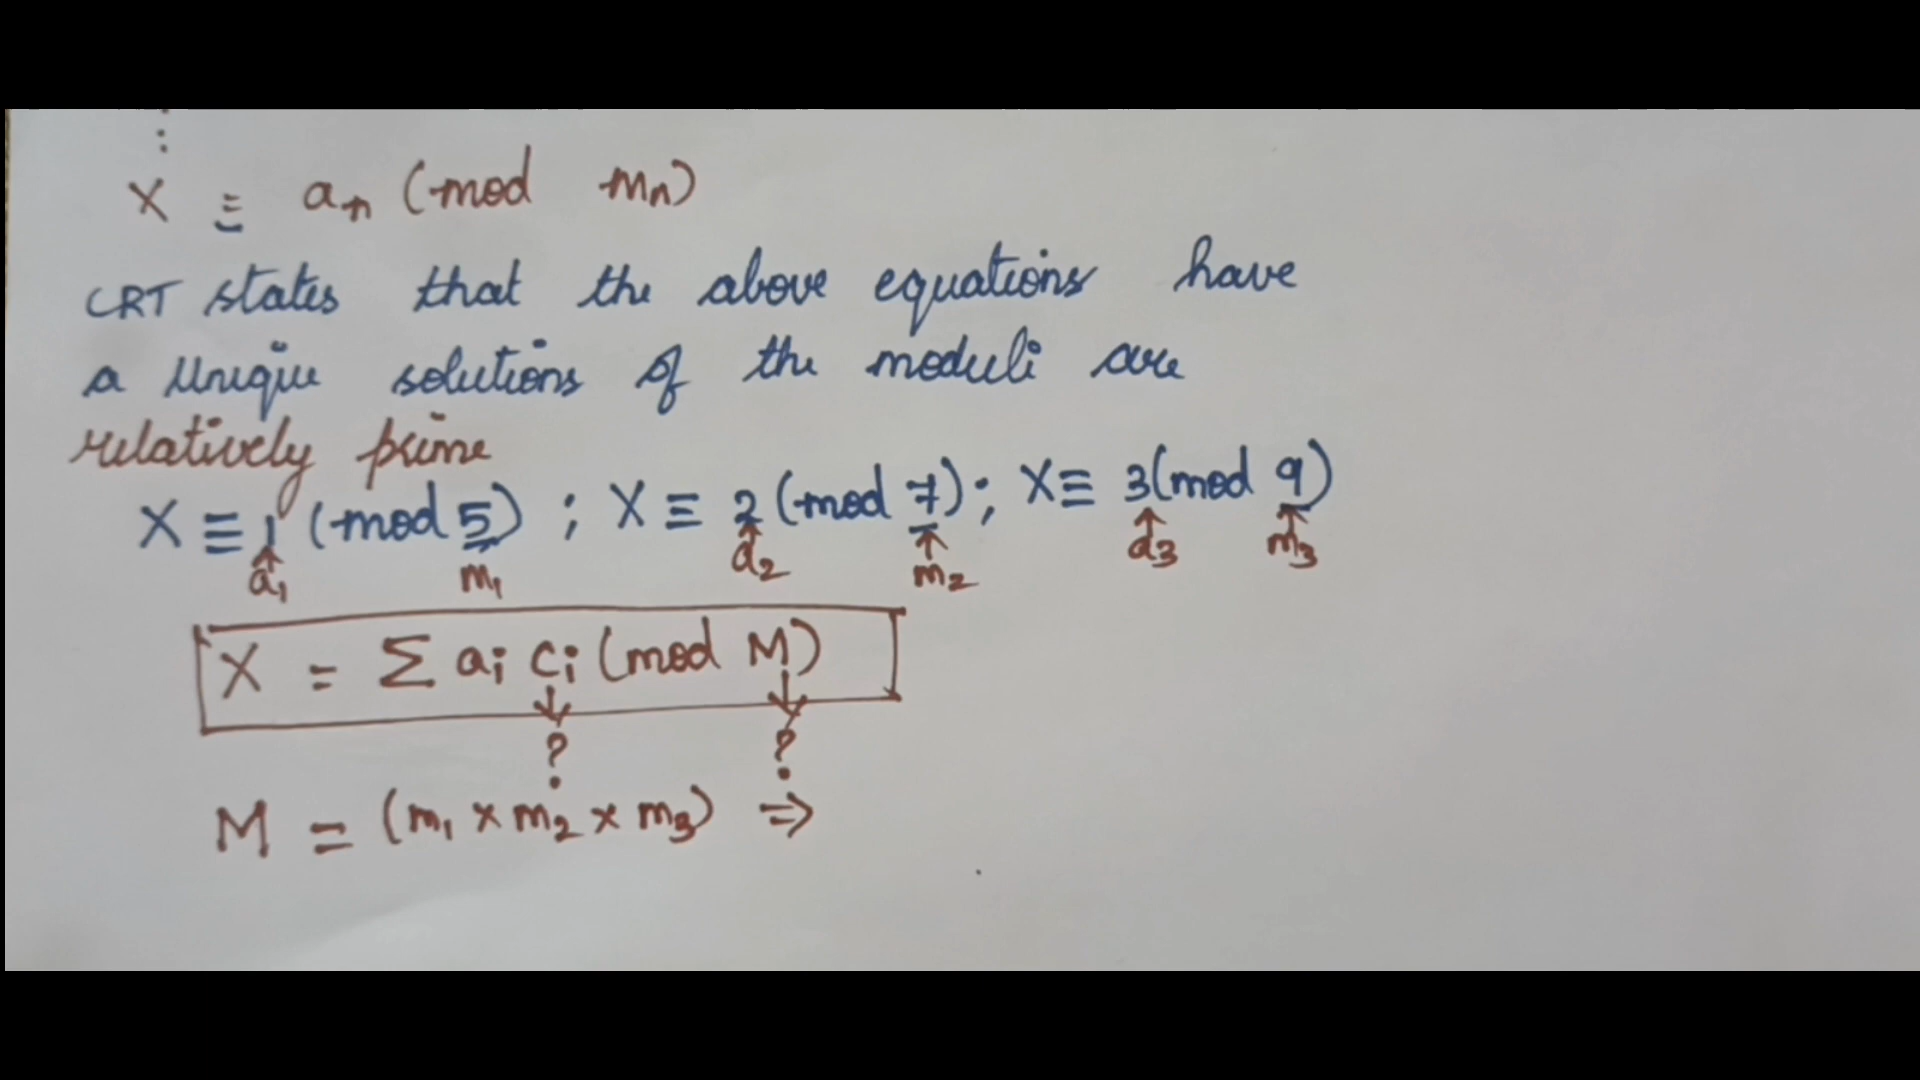 ⋮
X ≡ an (mod mn)
CRT states that the above equations have
a unique solutions of the moduli are
relatively prime
X ≡ 1 (mod 5) ; X ≡ 2 (mod 7) ; X ≡ 3 (mod 9)
↑ a1 m1 ↑ a2 ↑ m2 ↑ a3 ↑ m3
X = Σ ai ci (mod M)
↓ ↓
? ?
M = (m1 × m2 × m3) ⇒